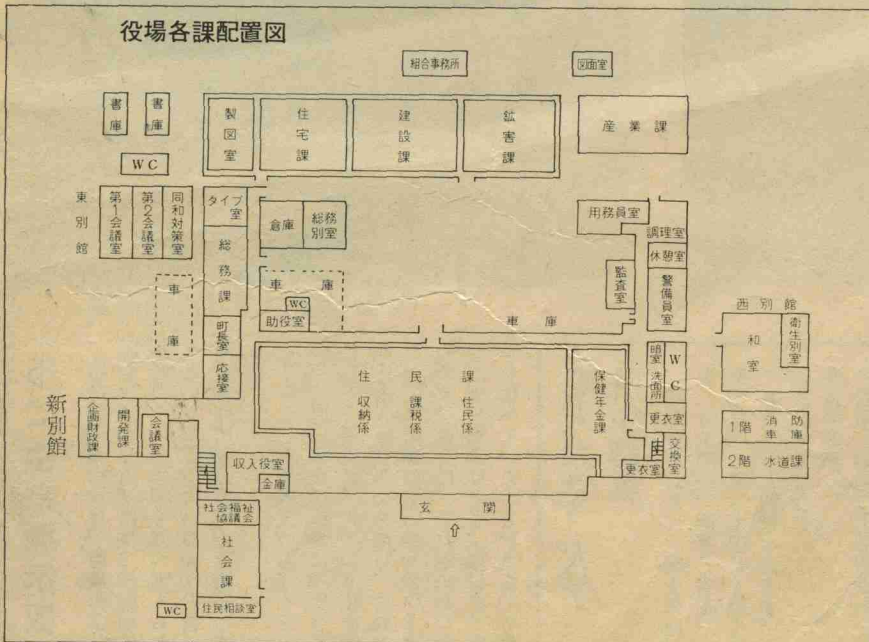 役場各課配置図
組合事務所
図面室
書庫
書庫
製図室
住宅課
建設課
鉱害課
産業課
WC
東別館
第1会議室
第2会議室
同和対策室
タイプ室
倉庫
総務別室
用務員室
調理室
休憩室
総務課
車庫
車庫
WC
助役室
監査室
警備員室
車庫
西別館
和室
衛生別室
町長室
応接室
住民課
収納係
課税係
住民係
保健年金課
暗室
洗面所
WC
更衣室
新別館
企画財政課
開発課
会議室
1階 消防車庫
2階 水道課
収入役室
金庫
更衣室
交換室
玄関
⇧
社会福祉協議会
社会課
WC
住民相談室